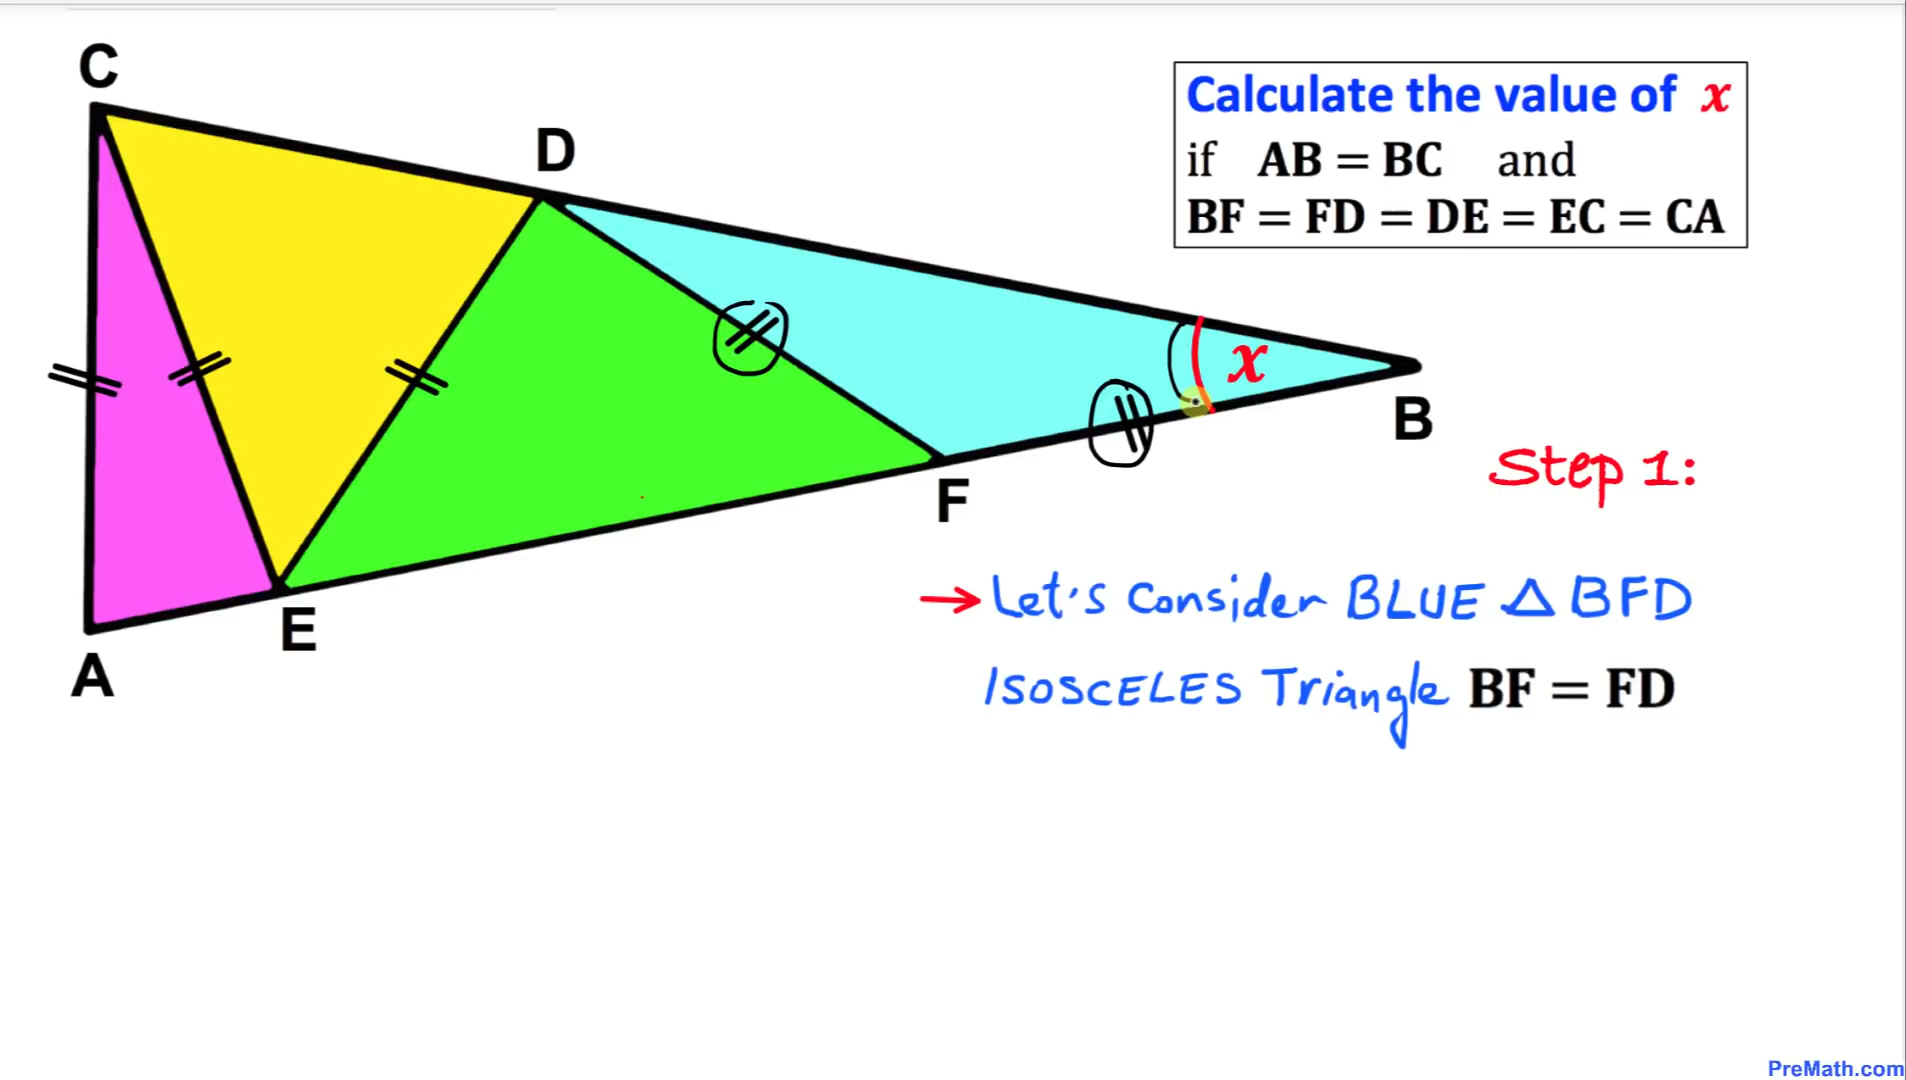 C
D
Calculate the value of x
if AB = BC and
BF = FD = DE = EC = CA
x
B
Step 1:
F
→ Let's Consider BLUE △ BFD
E
A
ISOSCELES Triangle BF = FD
PreMath.com